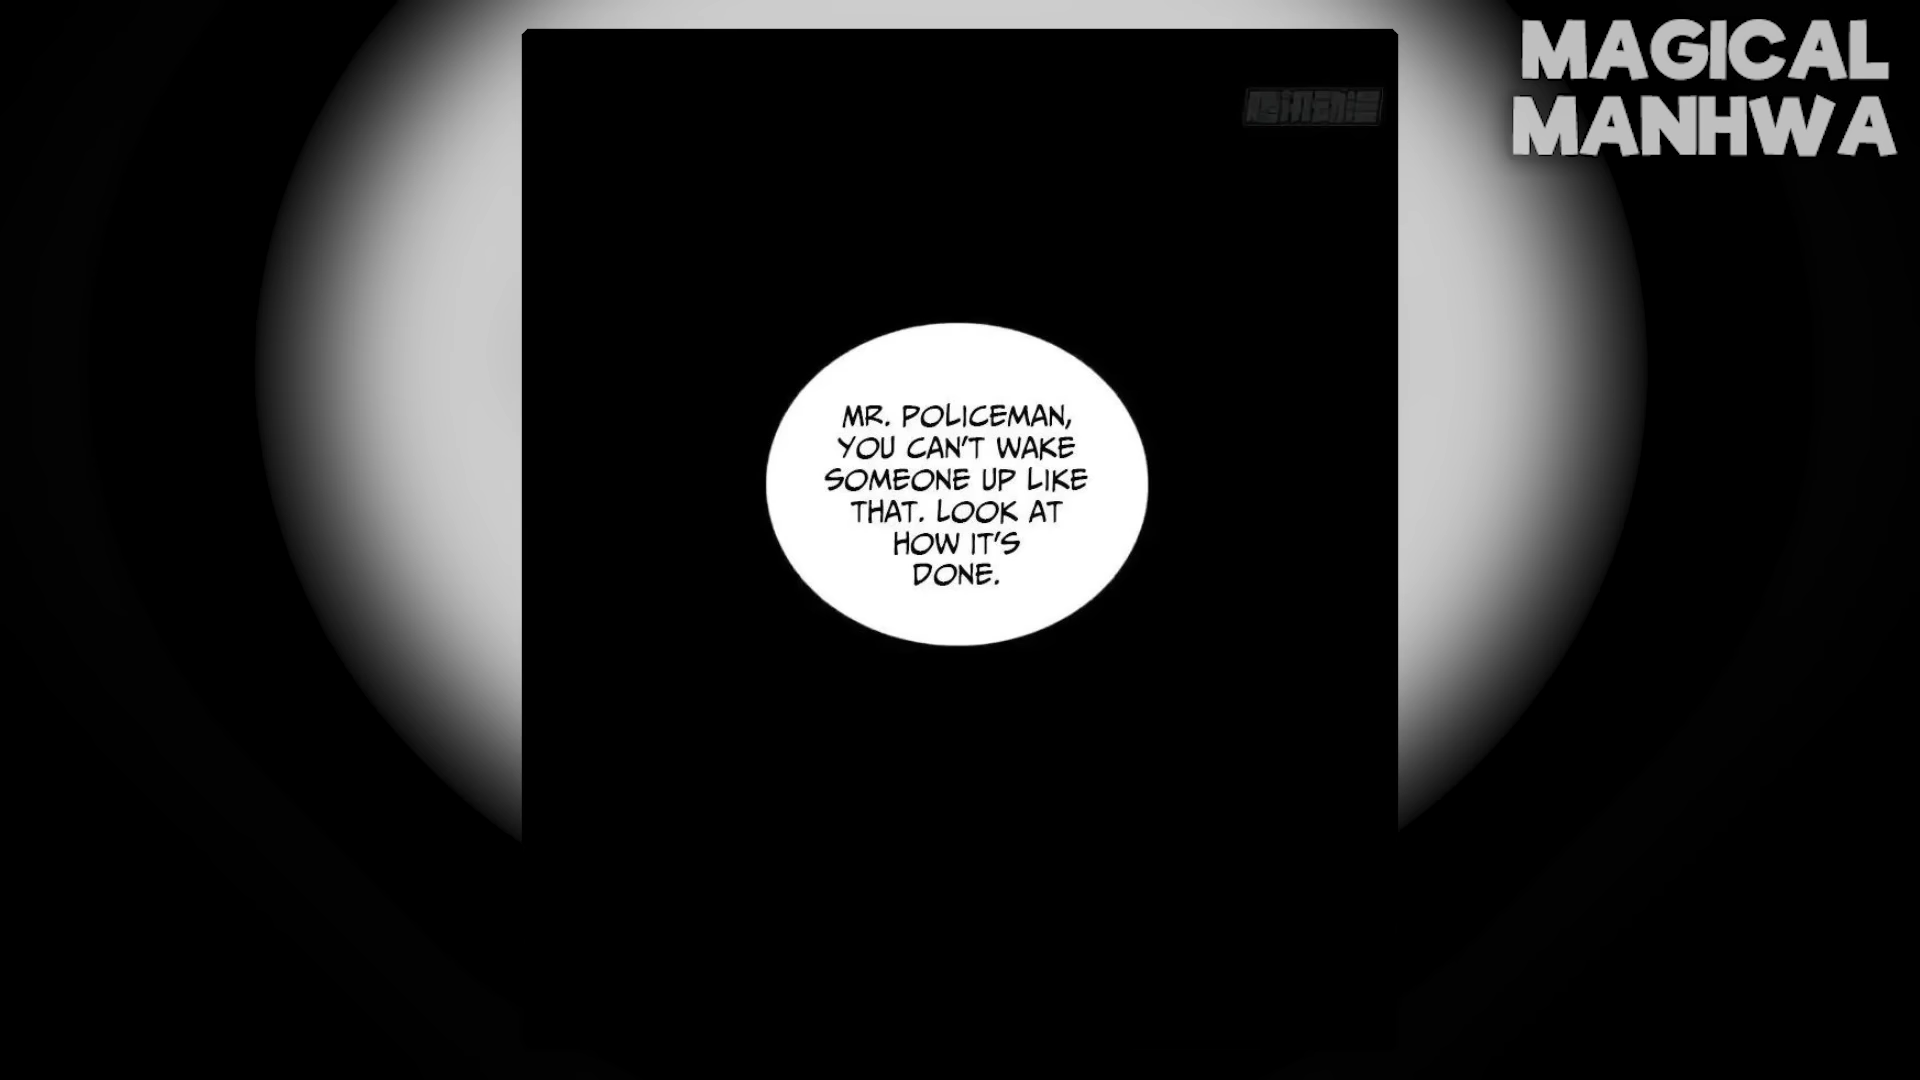 MAGICAL
MANHWA
MR. POLICEMAN,
YOU CAN'T WAKE
SOMEONE UP LIKE
THAT. LOOK AT
HOW IT'S
DONE.